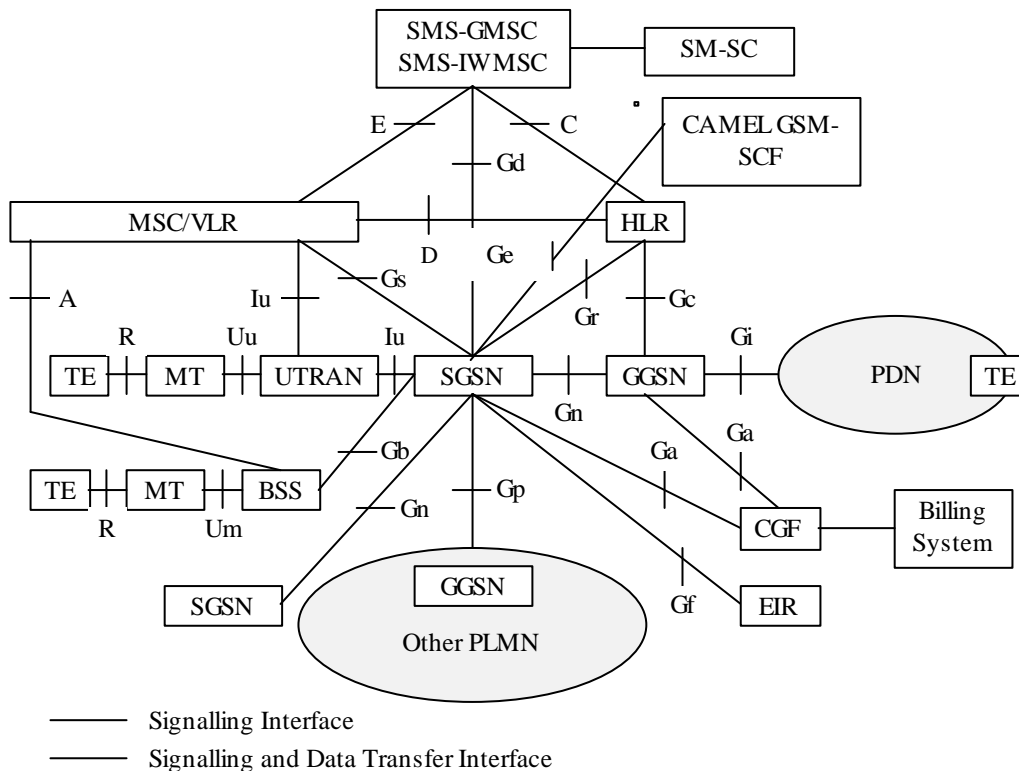 SMS-GMSC
SMS-IWMSC
SM-SC
E
C
CAMEL GSM-
SCF
Gd
MSC/VLR
HLR
D
Ge
Gs
A
Iu
Gr
Gc
R
Uu
Iu
Gi
TE
MT
UTRAN
SGSN
GGSN
PDN
TE
Gn
Ga
Ga
Gb
TE
MT
BSS
Gn
Gp
R
Um
CGF
Billing
System
SGSN
GGSN
Gf
EIR
Other PLMN
Signalling Interface
Signalling and Data Transfer Interface